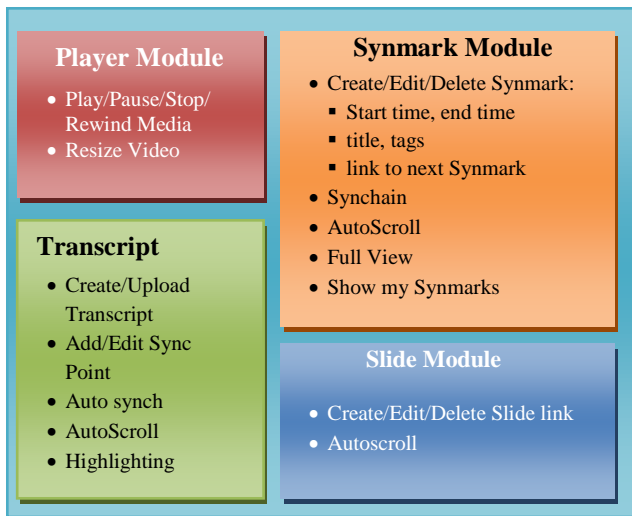 Player Module
• Play/Pause/Stop/
Rewind Media
• Resize Video
Synmark Module
• Create/Edit/Delete Synmark:
▪ Start time, end time
▪ title, tags
▪ link to next Synmark
• Synchain
• AutoScroll
• Full View
• Show my Synmarks
Transcript
• Create/Upload
Transcript
• Add/Edit Sync
Point
• Auto synch
• AutoScroll
• Highlighting
Slide Module
• Create/Edit/Delete Slide link
• Autoscroll